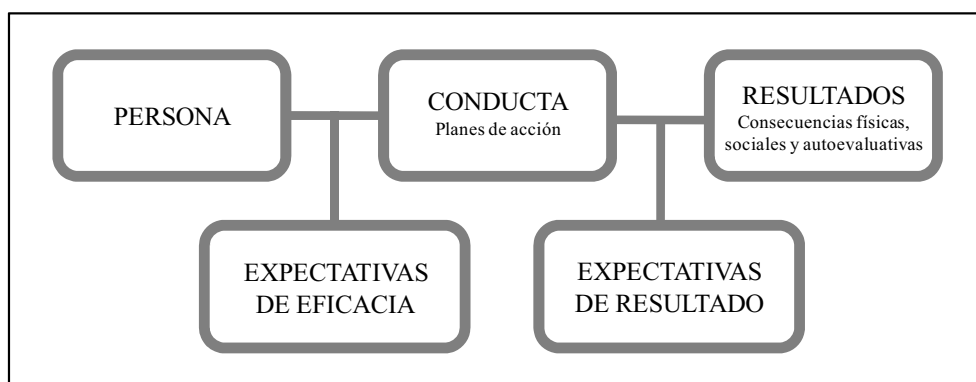 PERSONA
CONDUCTA
Planes de acción
RESULTADOS
Consecuencias físicas,
sociales y autoevaluativas
EXPECTATIVAS
DE EFICACIA
EXPECTATIVAS
DE RESULTADO